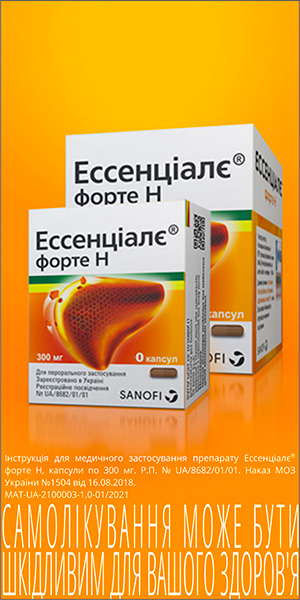 Ессенціалє®
форте Н
ЕССЕНЦІАЛЕ
Ессенціалє®
форте Н
300 мг
0 капсул
Для перорального застосування
Зареєстровано в Україні
Реєстраційне посвідчення
№ UA/8682/01/01
SANOFI
Інструкція для медичного застосування препарату Ессенціалє®
форте Н, капсули по 300 мг. Р.П. № UA/8682/01/01. Наказ МОЗ
України №1504 від 16.08.2018.
MAT-UA-2100003-1.0-01/2021
САМОЛІКУВАННЯ МОЖЕ БУТИ
ШКІДЛИВИМ ДЛЯ ВАШОГО ЗДОРОВ'Я